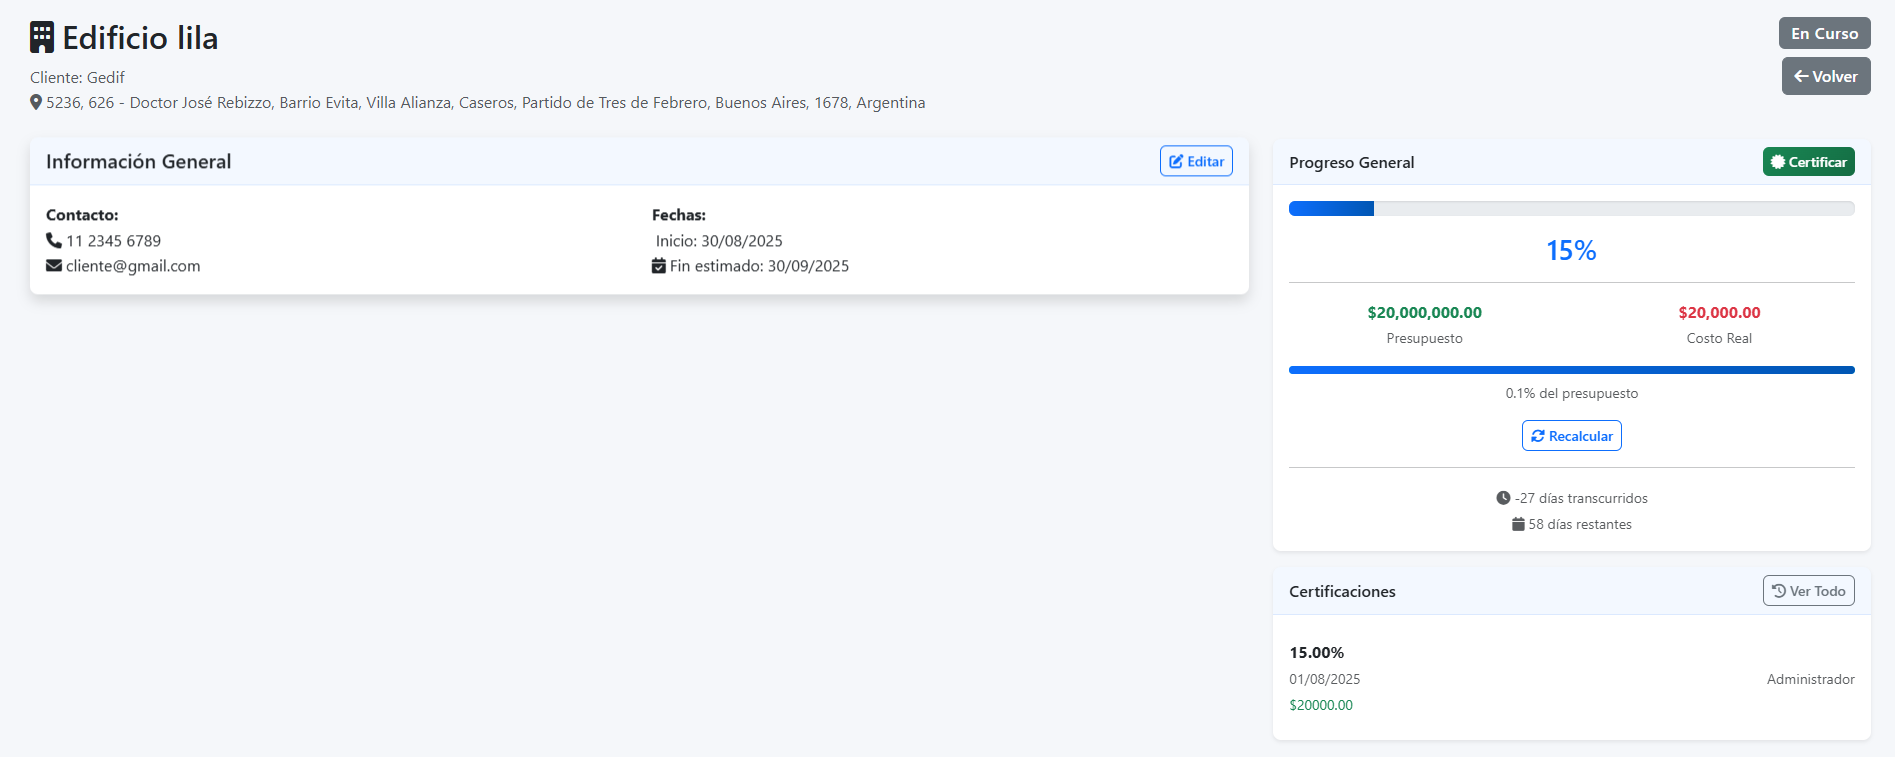 Edificio lila
En Curso
Volver
Cliente: Gedif
5236, 626 - Doctor José Rebizzo, Barrio Evita, Villa Alianza, Caseros, Partido de Tres de Febrero, Buenos Aires, 1678, Argentina
Información General
Editar
Contacto:
11 2345 6789
cliente@gmail.com
Fechas:
Inicio: 30/08/2025
Fin estimado: 30/09/2025
Progreso General
Certificar
15%
$20,000,000.00
Presupuesto
$20,000.00
Costo Real
0.1% del presupuesto
Recalcular
-27 días transcurridos
58 días restantes
Certificaciones
Ver Todo
15.00%
01/08/2025
Administrador
$20000.00